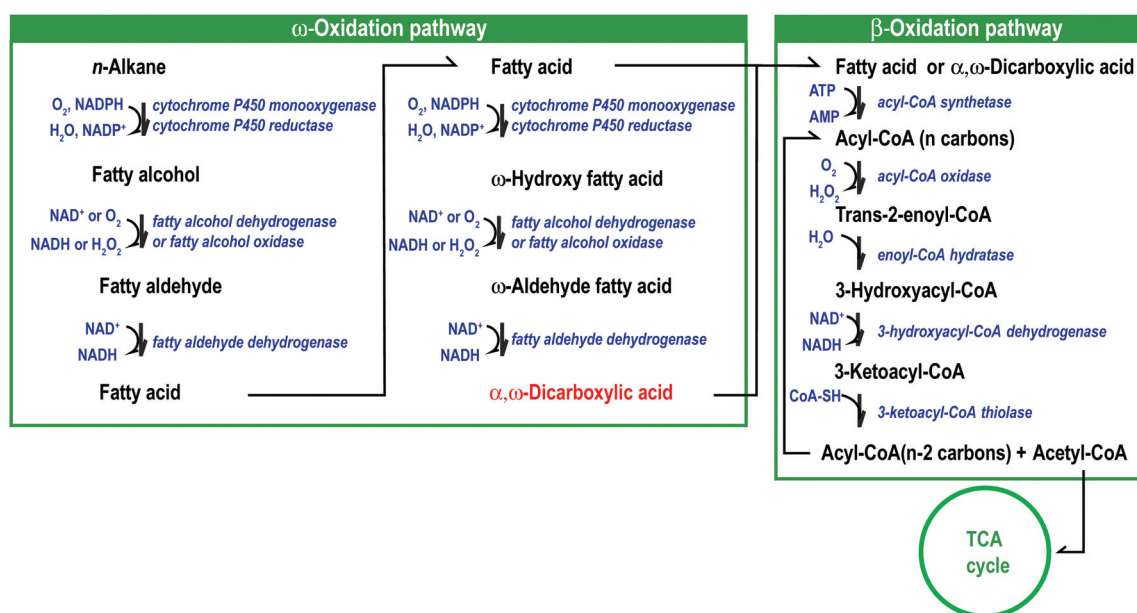 ω-Oxidation pathway
n-Alkane
O₂, NADPH
H₂O, NADP⁺
cytochrome P450 monooxygenase
cytochrome P450 reductase
Fatty alcohol
NAD⁺ or O₂
NADH or H₂O₂
fatty alcohol dehydrogenase
or fatty alcohol oxidase
Fatty aldehyde
NAD⁺
NADH
fatty aldehyde dehydrogenase
Fatty acid
Fatty acid
O₂, NADPH
H₂O, NADP⁺
cytochrome P450 monooxygenase
cytochrome P450 reductase
ω-Hydroxy fatty acid
NAD⁺ or O₂
NADH or H₂O₂
fatty alcohol dehydrogenase
or fatty alcohol oxidase
ω-Aldehyde fatty acid
NAD⁺
NADH
fatty aldehyde dehydrogenase
α,ω-Dicarboxylic acid
β-Oxidation pathway
Fatty acid or α,ω-Dicarboxylic acid
ATP
AMP
acyl-CoA synthetase
Acyl-CoA (n carbons)
O₂
H₂O₂
acyl-CoA oxidase
Trans-2-enoyl-CoA
H₂O
enoyl-CoA hydratase
3-Hydroxyacyl-CoA
NAD⁺
NADH
3-hydroxyacyl-CoA dehydrogenase
3-Ketoacyl-CoA
CoA-SH
3-ketoacyl-CoA thiolase
Acyl-CoA(n-2 carbons) + Acetyl-CoA
TCA
cycle